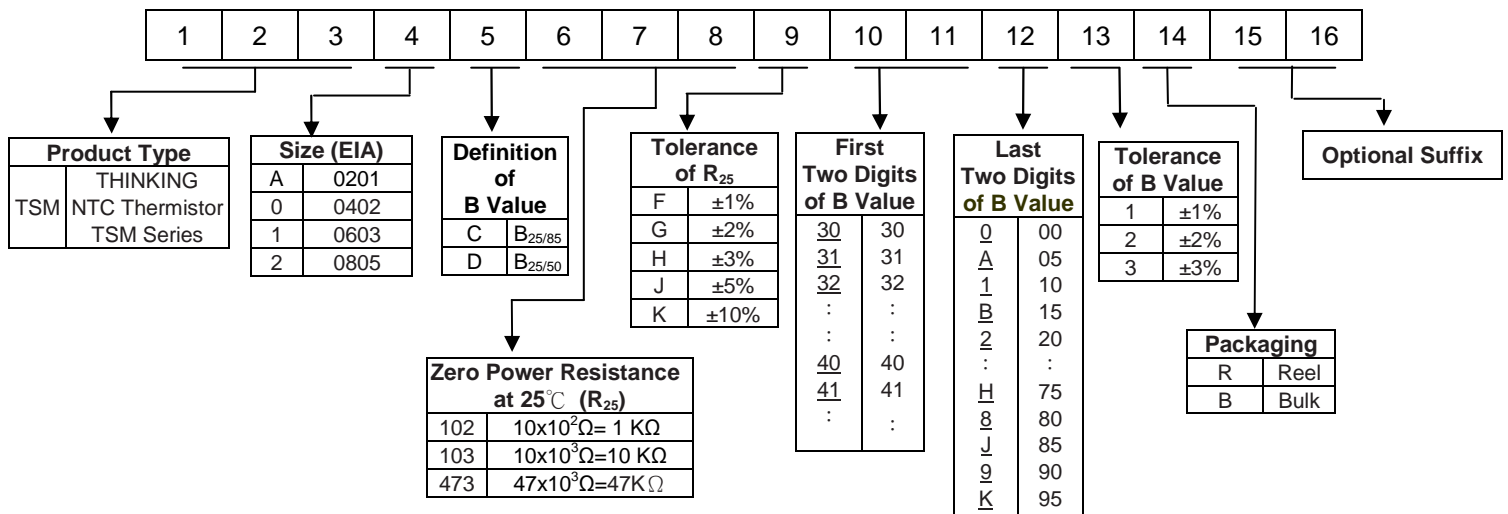 1 2 3 4 5 6 7 8 9 10 11 12 13 14 15 16
Product Type
TSM THINKING
NTC Thermistor
TSM Series
Size (EIA)
A 0201
0 0402
1 0603
2 0805
Definition
of
B Value
C B25/85
D B25/50
Zero Power Resistance
at 25℃ (R25)
102 10x10²Ω= 1 KΩ
103 10x10³Ω=10 KΩ
473 47x10³Ω=47KΩ
Tolerance
of R25
F ±1%
G ±2%
H ±3%
J ±5%
K ±10%
First
Two Digits
of B Value
30 30
31 31
32 32
: :
: :
40 40
41 41
: :
Last
Two Digits
of B Value
0 00
A 05
1 10
B 15
2 20
: :
H 75
8 80
J 85
9 90
K 95
Tolerance
of B Value
1 ±1%
2 ±2%
3 ±3%
Packaging
R Reel
B Bulk
Optional Suffix